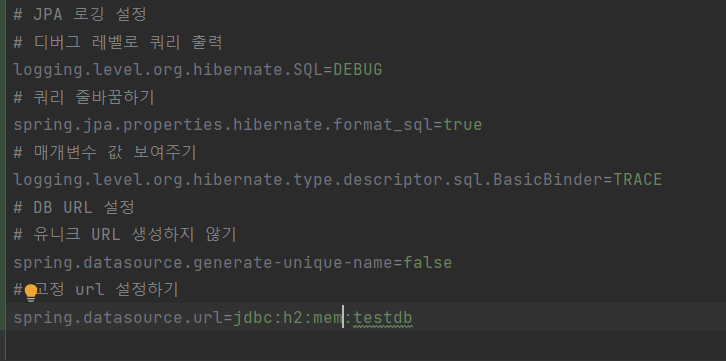 # JPA 로깅 설정
# 디버그 레벨로 쿼리 출력
logging.level.org.hibernate.SQL=DEBUG
# 쿼리 줄바꿈하기
spring.jpa.properties.hibernate.format_sql=true
# 매개변수 값 보여주기
logging.level.org.hibernate.type.descriptor.sql.BasicBinder=TRACE
# DB URL 설정
# 유니크 URL 생성하지 않기
spring.datasource.generate-unique-name=false
# 고정 url 설정하기
spring.datasource.url=jdbc:h2:mem:testdb